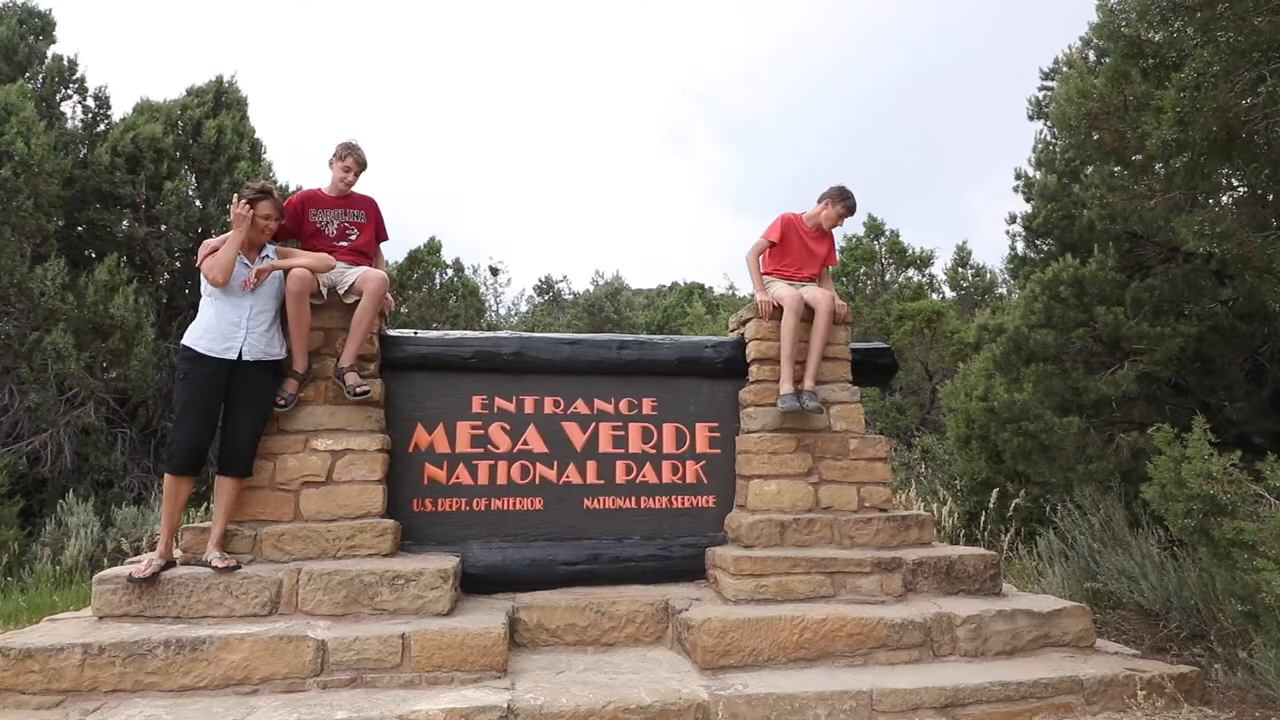 CAROLINA
ENTRANCE
MESA VERDE
NATIONAL PARK
U.S. DEPT. OF INTERIOR NATIONAL PARK SERVICE